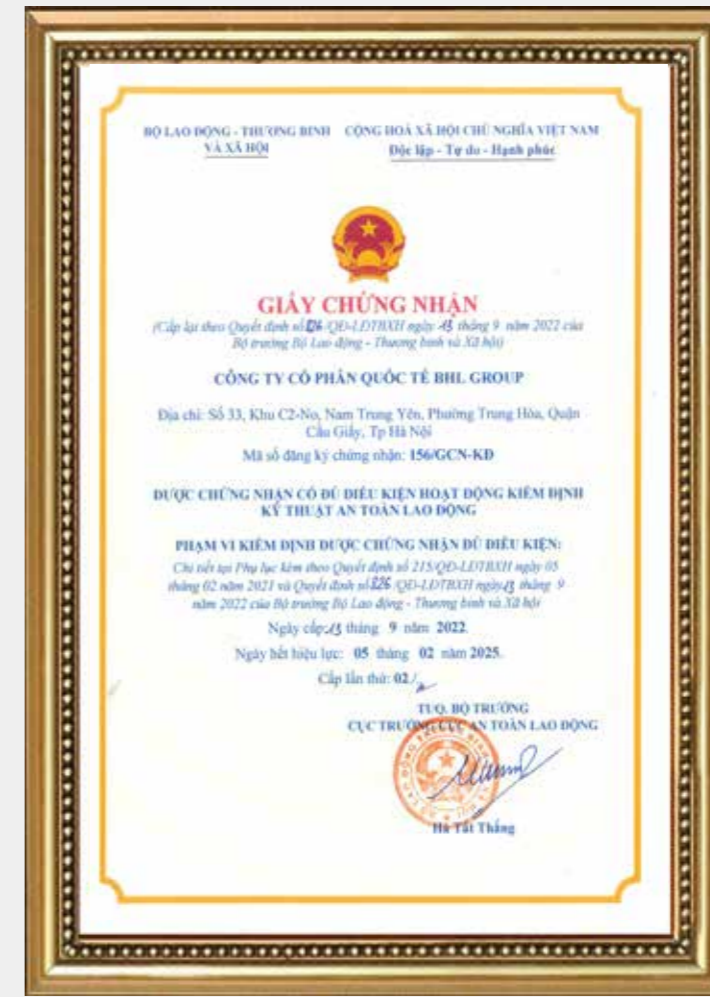 BỘ LAO ĐỘNG - THƯƠNG BINH
VÀ XÃ HỘI
CỘNG HOÀ XÃ HỘI CHỦ NGHĨA VIỆT NAM
Độc lập - Tự do - Hạnh phúc
GIẤY CHỨNG NHẬN
(Cấp lại theo Quyết định số 826 /QĐ-LĐTBXH ngày 13 tháng 9 năm 2022 của
Bộ trưởng Bộ Lao động - Thương binh và Xã hội)
CÔNG TY CỔ PHẦN QUỐC TẾ BHL GROUP
Địa chỉ: Số 33, Khu C2-No, Nam Trung Yên, Phường Trung Hòa, Quận
Cầu Giấy, Tp Hà Nội
Mã số đăng ký chứng nhận: 156/GCN-KĐ
ĐƯỢC CHỨNG NHẬN CÓ ĐỦ ĐIỀU KIỆN HOẠT ĐỘNG KIỂM ĐỊNH
KỸ THUẬT AN TOÀN LAO ĐỘNG
PHẠM VI KIỂM ĐỊNH ĐƯỢC CHỨNG NHẬN ĐỦ ĐIỀU KIỆN:
Chi tiết tại Phụ lục kèm theo Quyết định số 215/QĐ-LĐTBXH ngày 05
tháng 02 năm 2021 và Quyết định số 826 /QĐ-LĐTBXH ngày 13 tháng 9
năm 2022 của Bộ trưởng Bộ Lao động - Thương binh và Xã hội
Ngày cấp: 13 tháng 9 năm 2022.
Ngày hết hiệu lực: 05 tháng 02 năm 2025.
Cấp lần thứ: 02./.
TUQ. BỘ TRƯỞNG
CỤC TRƯỞNG CỤC AN TOÀN LAO ĐỘNG
Hà Tất Thắng